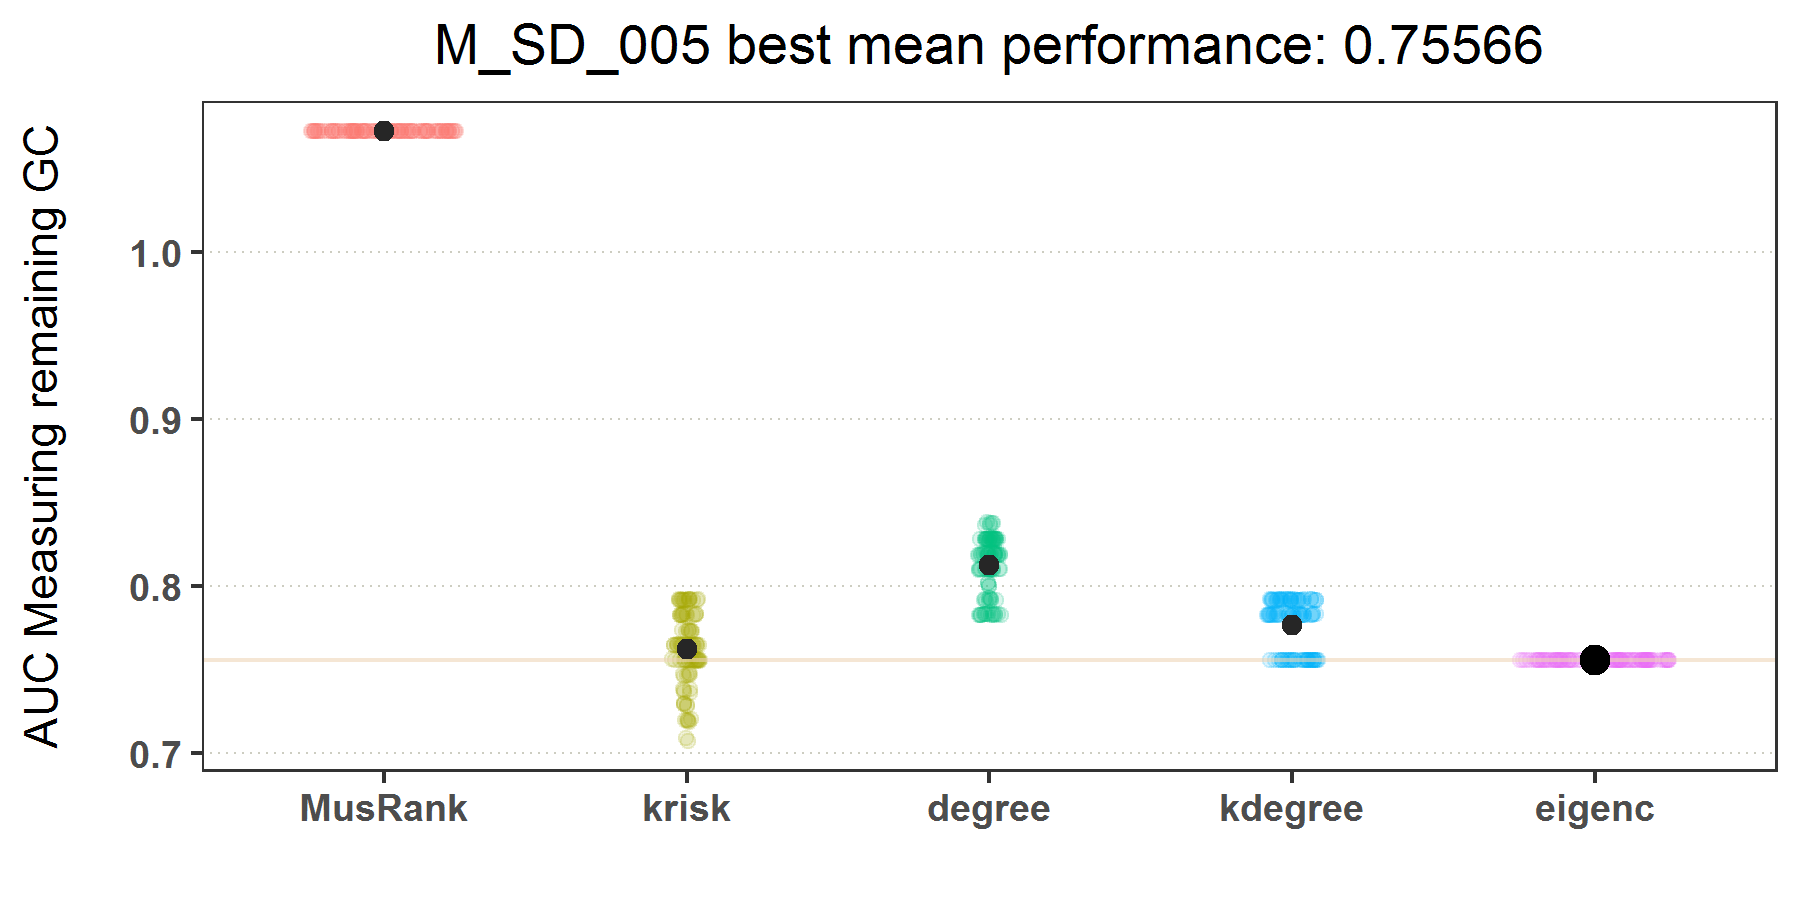 M_SD_005 best mean performance: 0.75566
AUC Measuring remaining GC
1.0
0.9
0.8
0.7
MusRank krisk degree kdegree eigenc